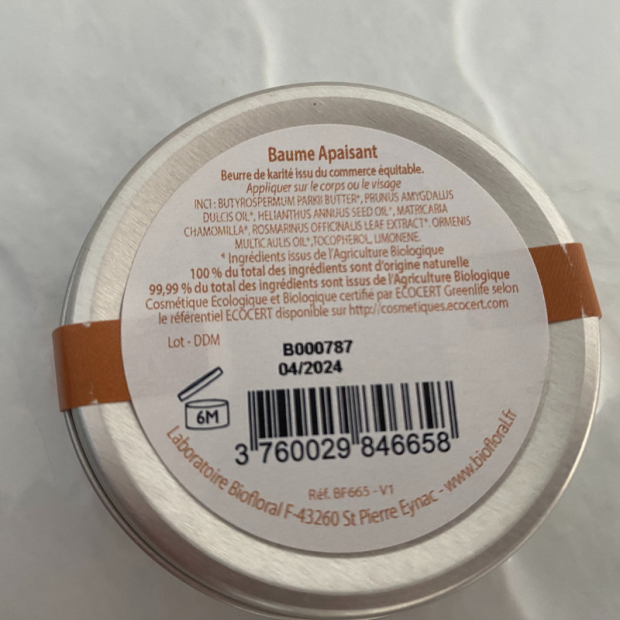 Baume Apaisant
Beurre de karité issu du commerce équitable.
Appliquer sur le corps ou le visage
INCI : BUTYROSPERMUM PARKII BUTTER*, PRUNUS AMYGDALUS
DULCIS OIL*, HELIANTHUS ANNUUS SEED OIL*, MATRICARIA
CHAMOMILLA*, ROSMARINUS OFFICINALIS LEAF EXTRACT*, ORMENIS
MULTICAULIS OIL*,TOCOPHEROL, LIMONENE.
* Ingrédients issus de l'Agriculture Biologique
100 % du total des ingrédients sont d'origine naturelle
99,99 % du total des ingrédients sont issus de l'Agriculture Biologique
Cosmétique Ecologique et Biologique certifié par ECOCERT Greenlife selon
le référentiel ECOCERT disponible sur http://cosmetiques.ecocert.com
Lot - DDM
B000787
04/2024
6M
3 760029 846658
Réf. BF665 - V1
Laboratoire Biofloral F-43260 St Pierre Eynac - www.biofloral.fr